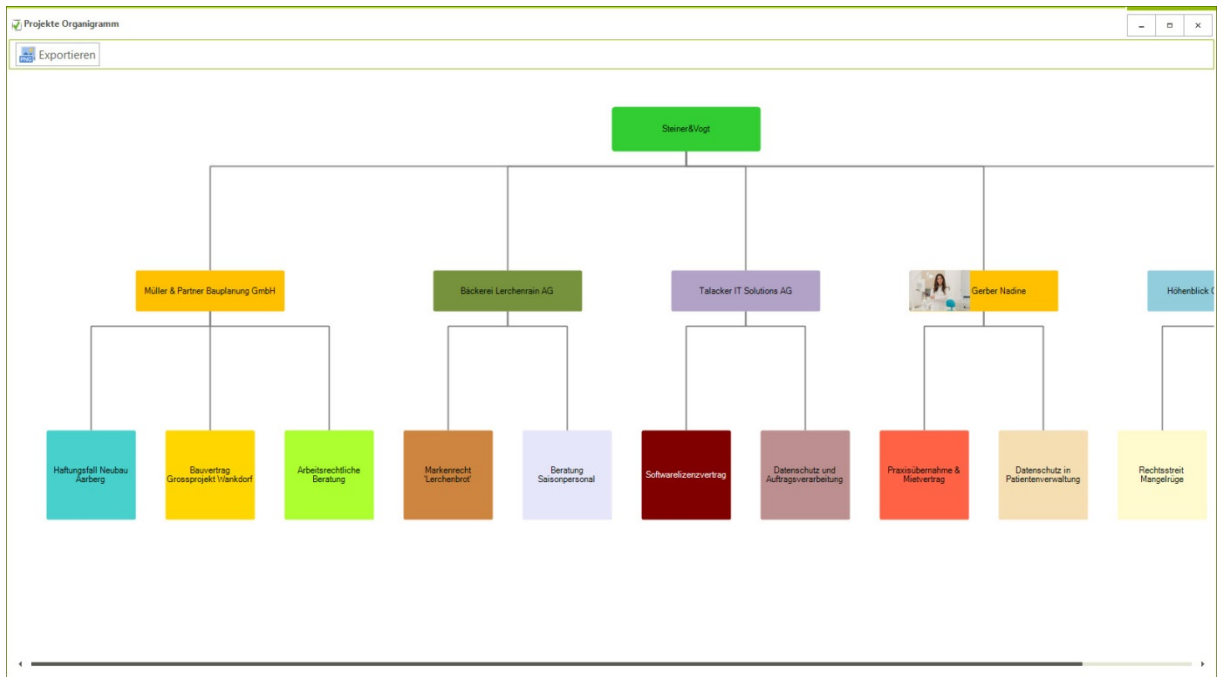 Projekte Organigramm
PNG
Exportieren
Steiner&Vogt
Müller & Partner Bauplanung GmbH
Bäckerei Lerchenrain AG
Talacker IT Solutions AG
Gerber Nadine
Höhenblick
Haftungsfall Neubau
Aarberg
Bauvertrag
Grossprojekt Wankdorf
Arbeitsrechtliche
Beratung
Markenrecht
'Lerchenbrot'
Beratung
Saisonpersonal
Softwarelizenzvertrag
Datenschutz und
Auftragsverarbeitung
Praxisübernahme &
Mietvertrag
Datenschutz in
Patientenverwaltung
Rechtsstreit
Mangelrüge